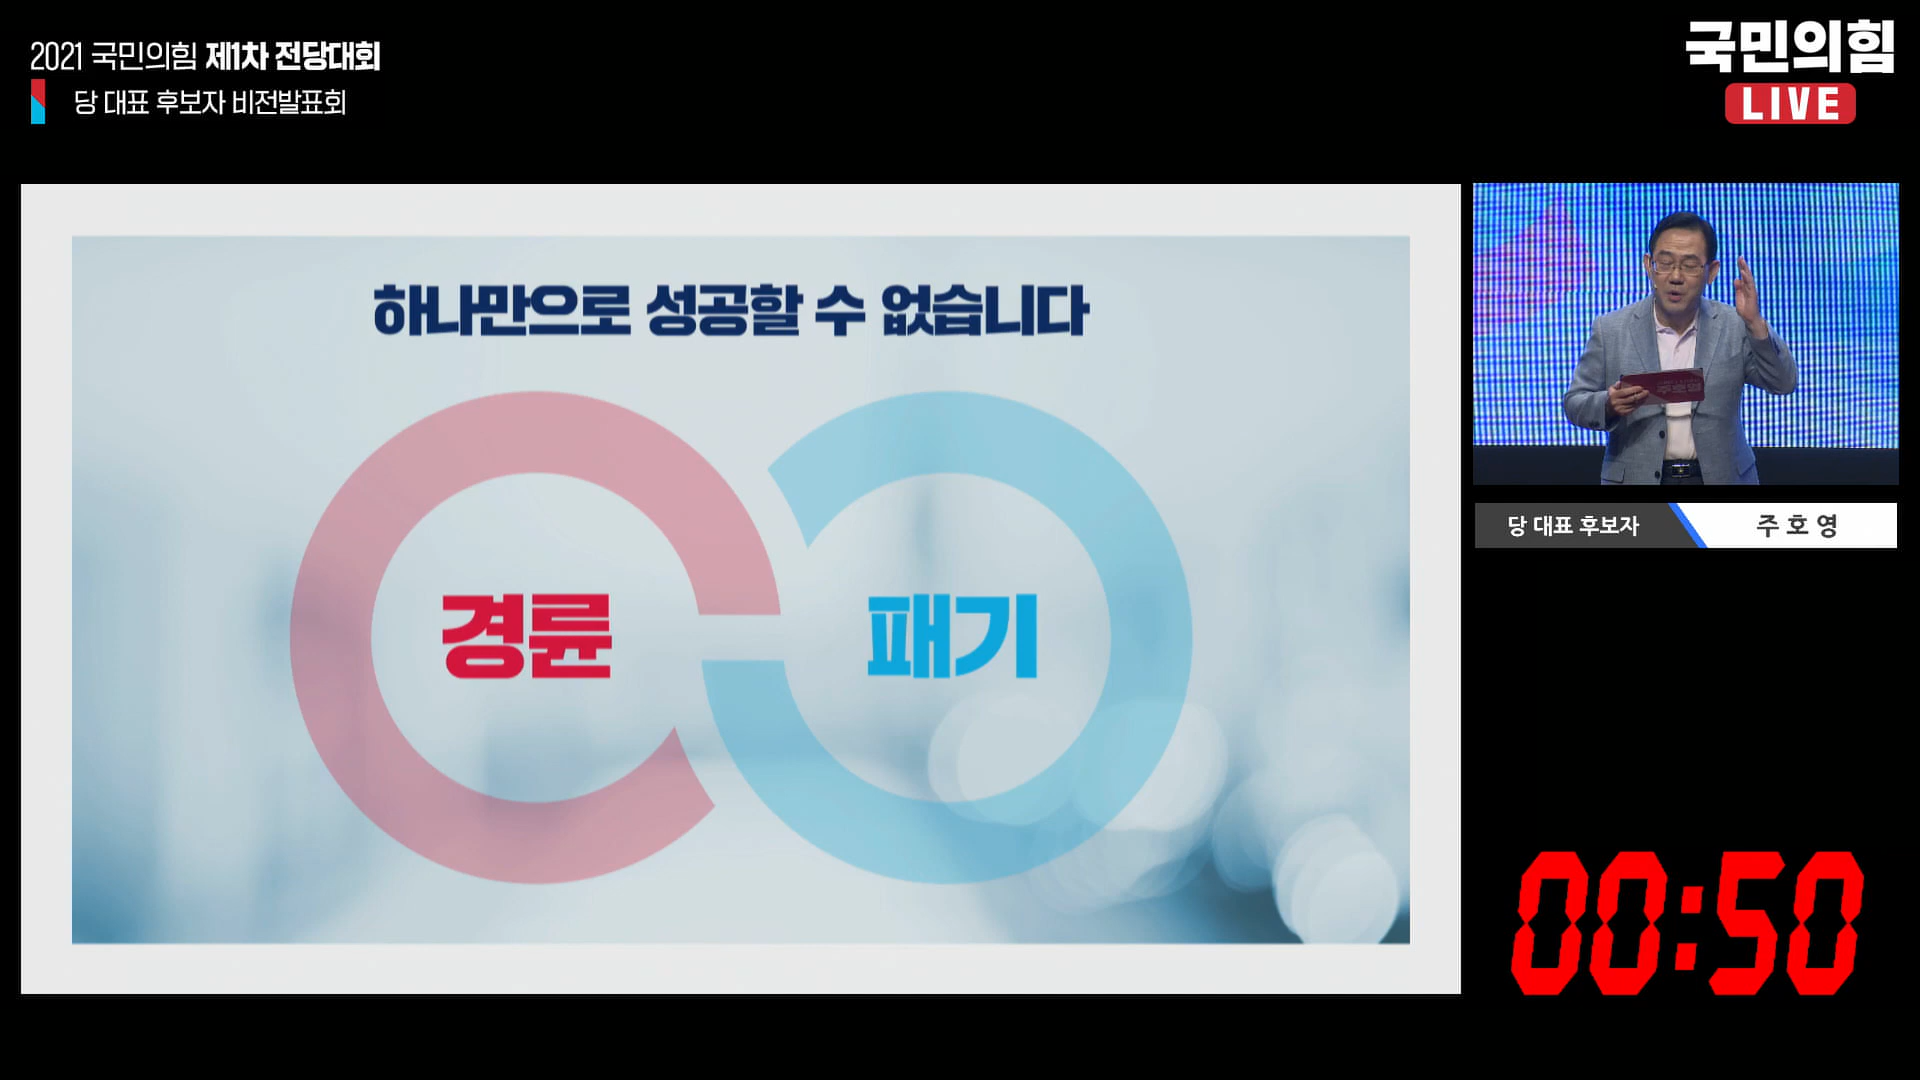 2021 국민의힘 제1차 전당대회
당 대표 후보자 비전발표회
국민의힘
LIVE
하나만으로 성공할 수 없습니다
경륜
패기
당 대표 후보자
주호영
00:50